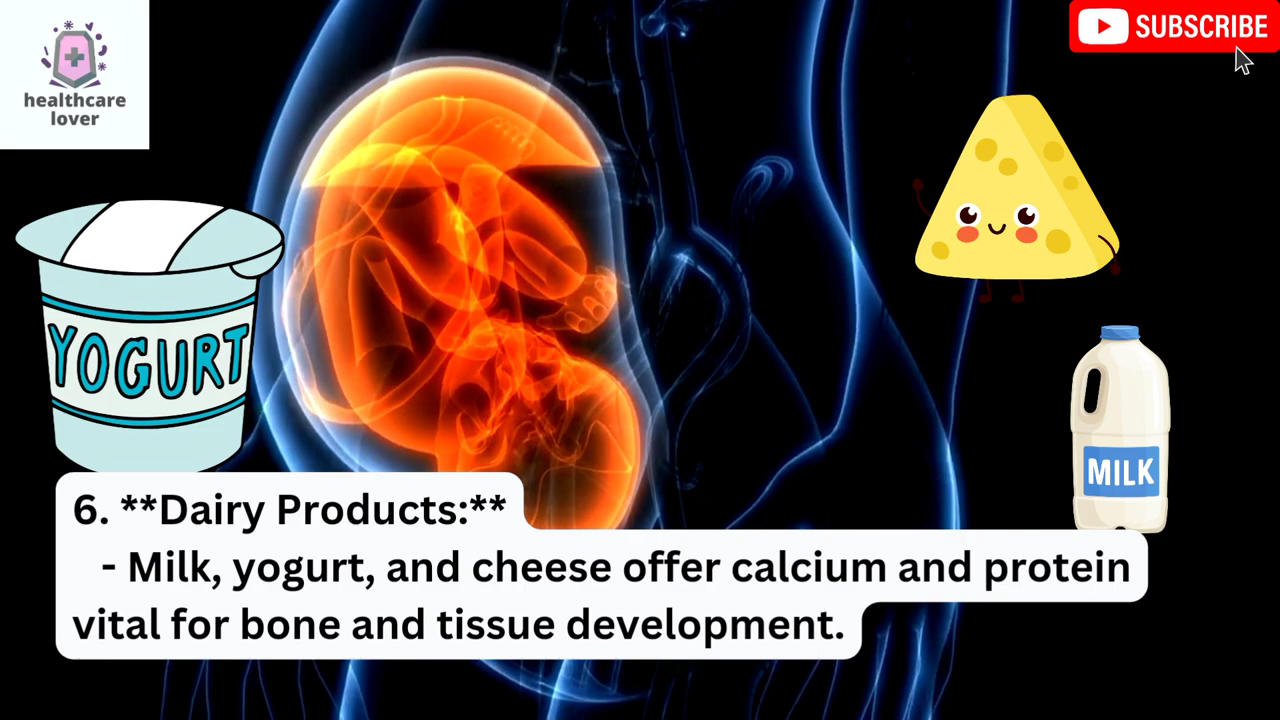 healthcare
lover
SUBSCRIBE
YOGURT
MILK
6. **Dairy Products:**
- Milk, yogurt, and cheese offer calcium and protein
vital for bone and tissue development.